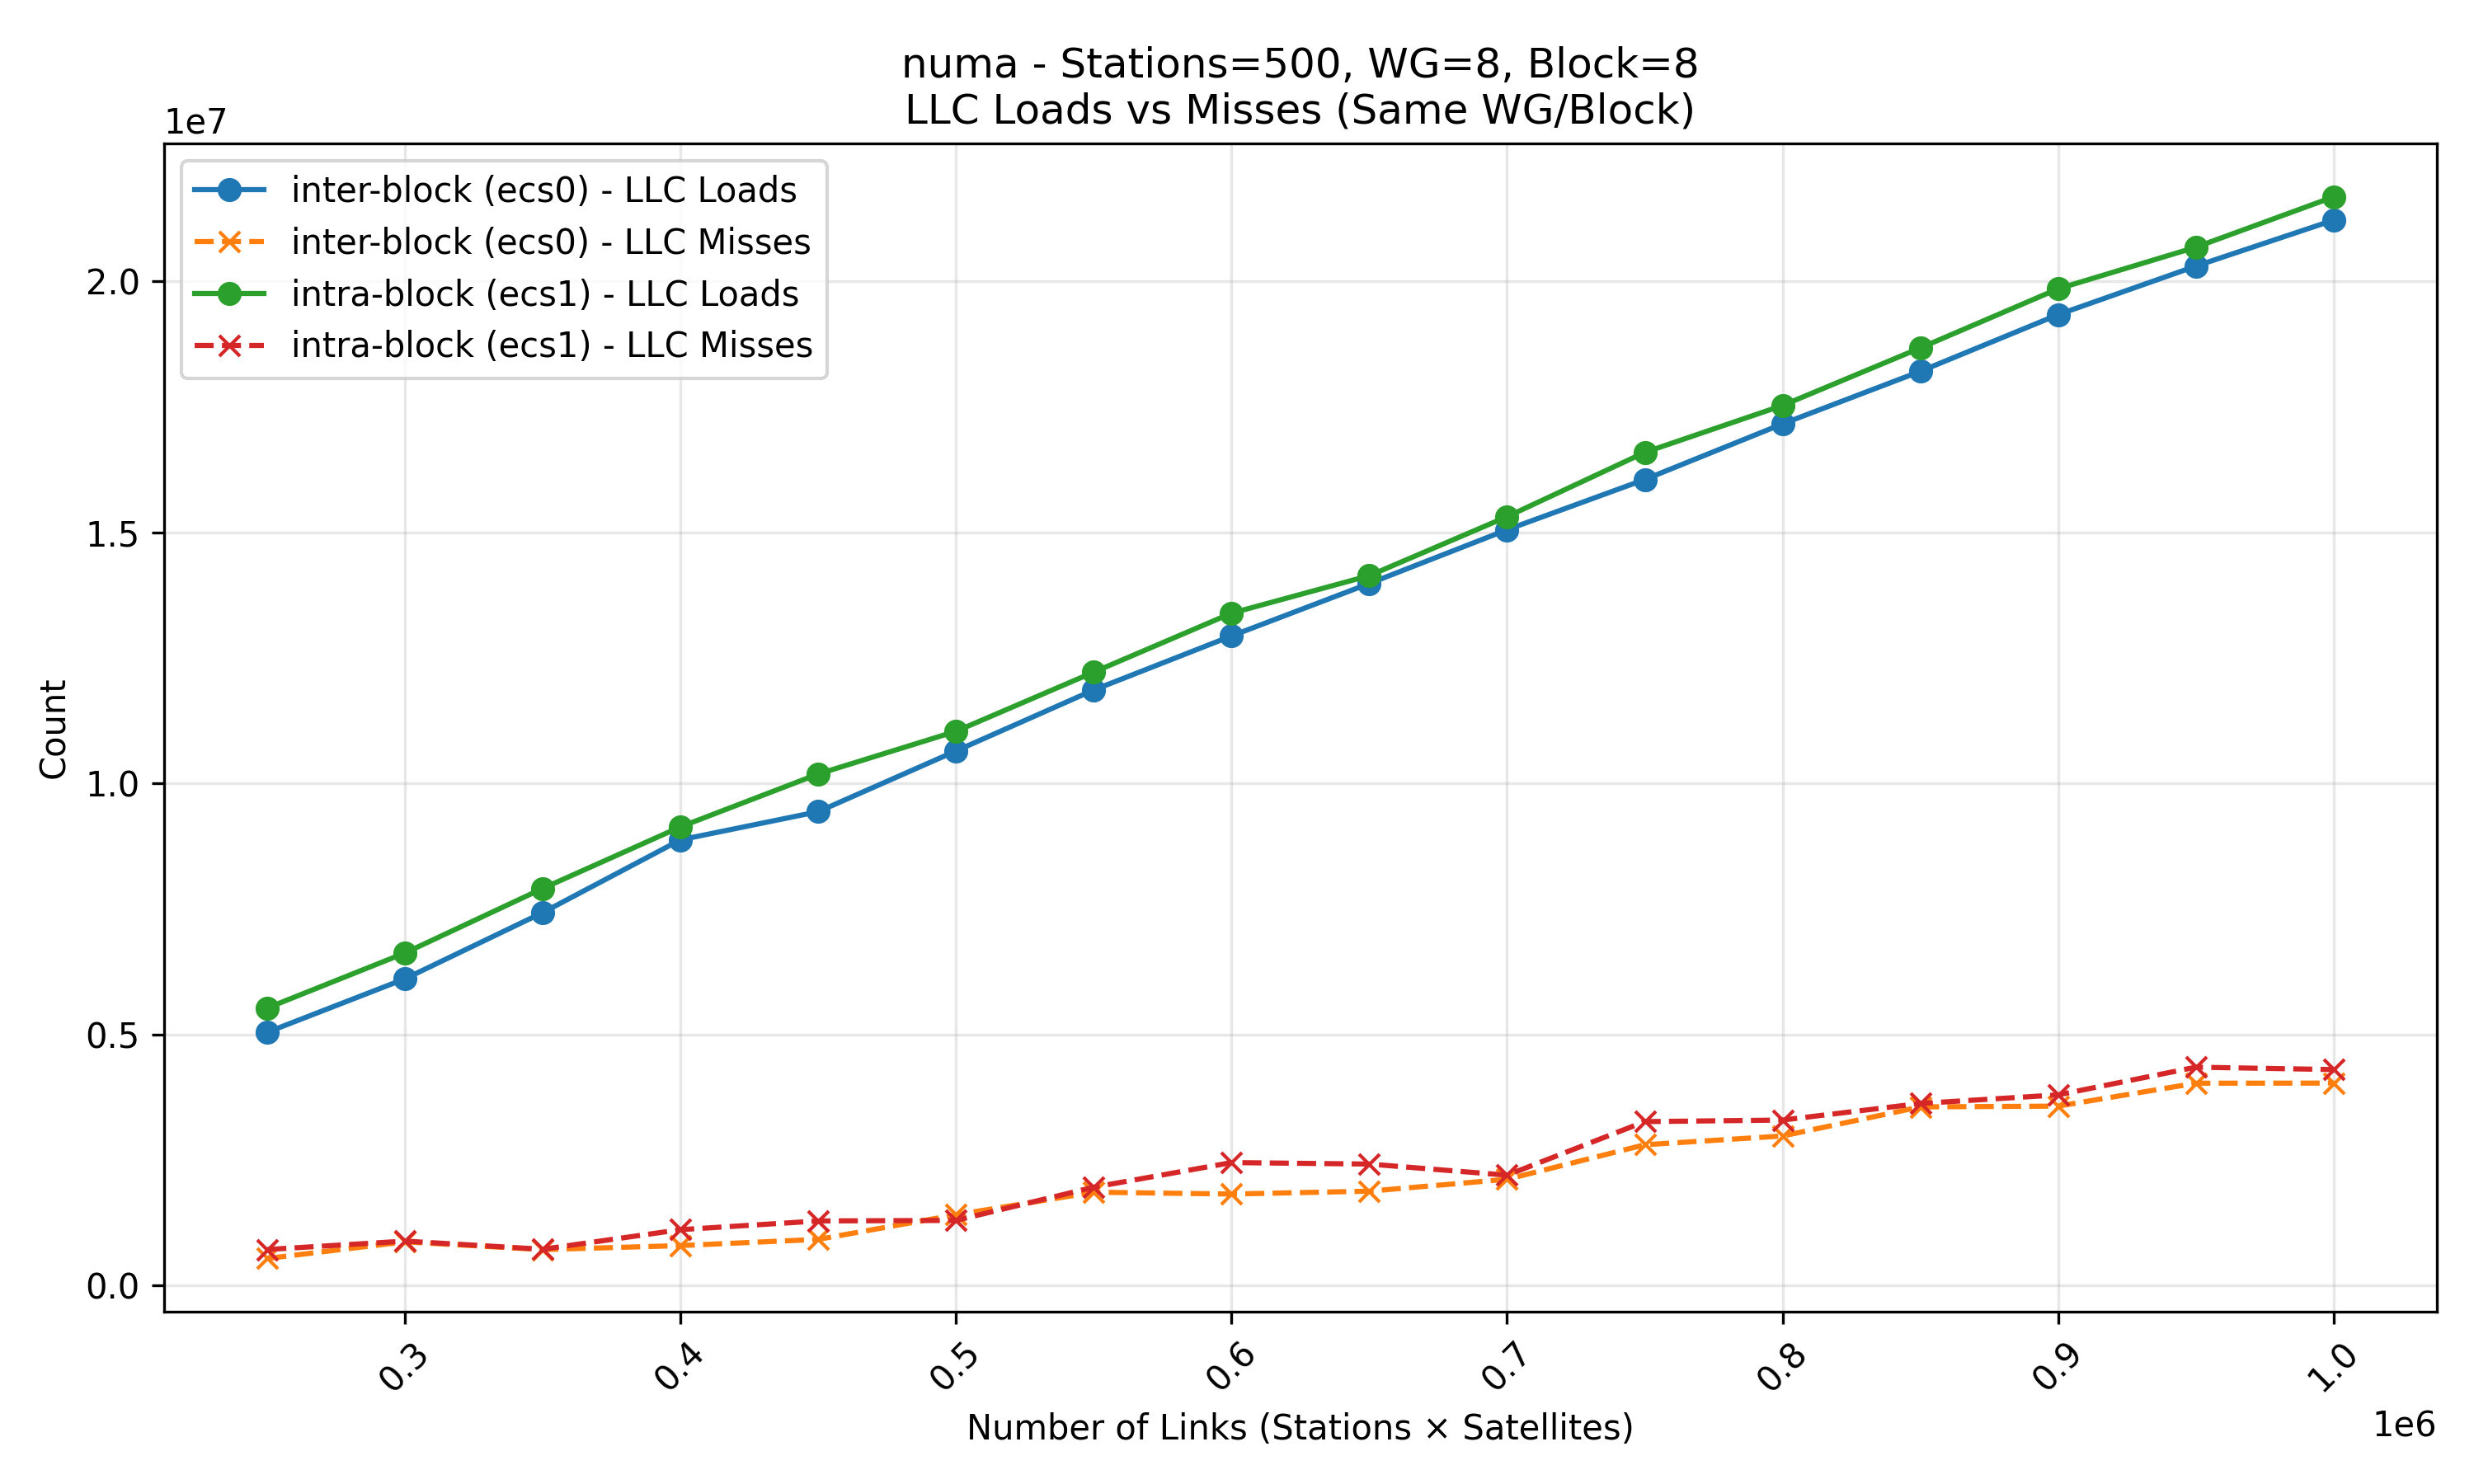 numa - Stations=500, WG=8, Block=8
LLC Loads vs Misses (Same WG/Block)
1e7
inter-block (ecs0) - LLC Loads
inter-block (ecs0) - LLC Misses
intra-block (ecs1) - LLC Loads
intra-block (ecs1) - LLC Misses
2.0
1.5
1.0
0.5
0.0
Count
0.3
0.4
0.5
0.6
0.7
0.8
0.9
1.0
Number of Links (Stations × Satellites)
1e6